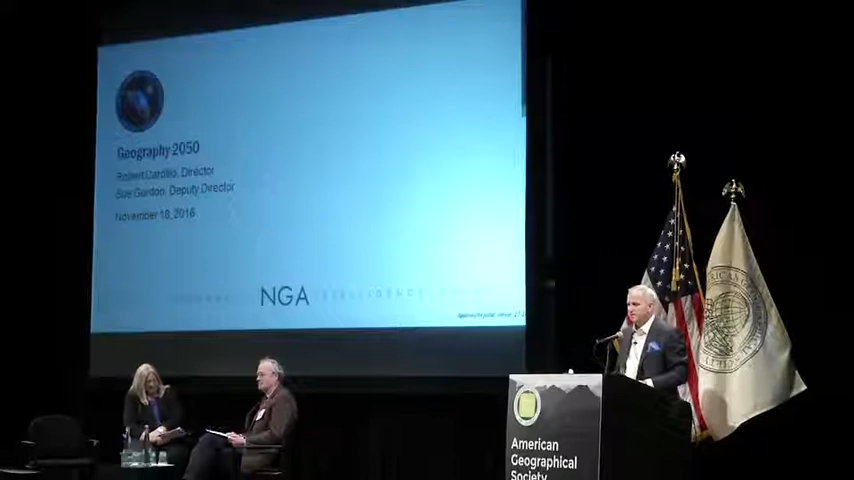 Geography 2050
Robert Cardillo, Director
Sue Gordon, Deputy Director
November 18, 2016
NGA
American
Geographical
Society